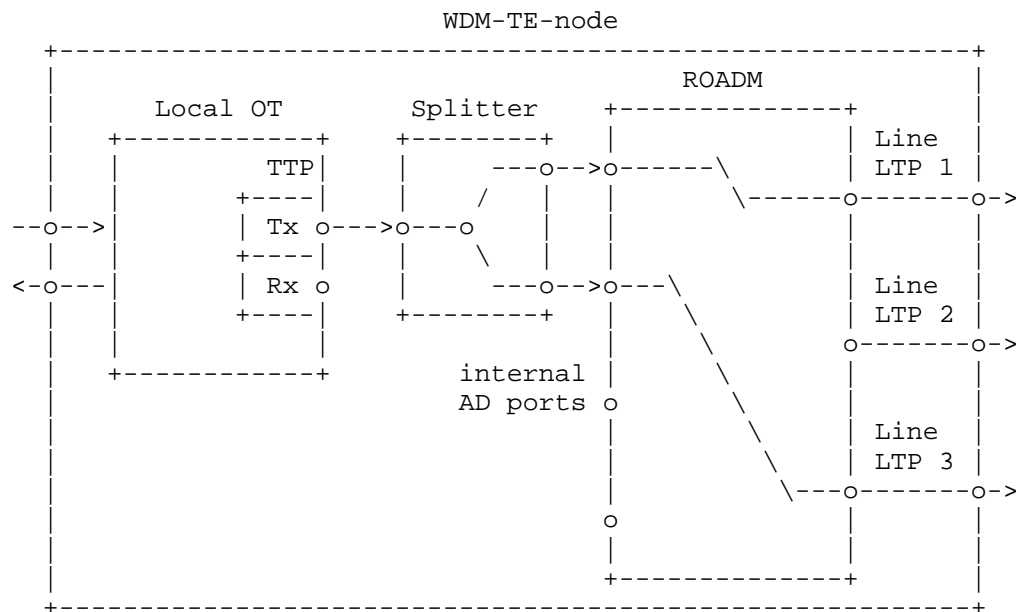 WDM-TE-node
ROADM
Local OT Splitter
Line
TTP LTP 1
Tx
Rx Line
LTP 2
internal
AD ports
Line
LTP 3